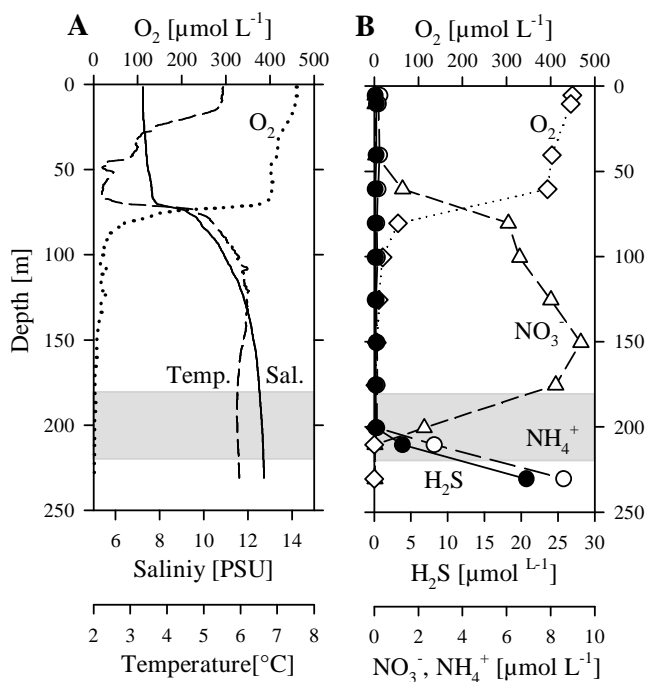 A
O₂ [µmol L⁻¹]
0 100 200 300 400 500
0
50
100
150
200
250
Depth [m]
O₂
Temp. Sal.
6 8 10 12 14
Saliniy [PSU]
2 3 4 5 6 7 8
Temperature[°C]
B
O₂ [µmol L⁻¹]
0 100 200 300 400 500
0
50
100
150
200
250
O₂
NO₃⁻
NH₄⁺
H₂S
0 5 10 15 20 25 30
H₂S [µmol ᴸ⁻¹]
0 2 4 6 8 10
NO₃⁻, NH₄⁺ [µmol L⁻¹]